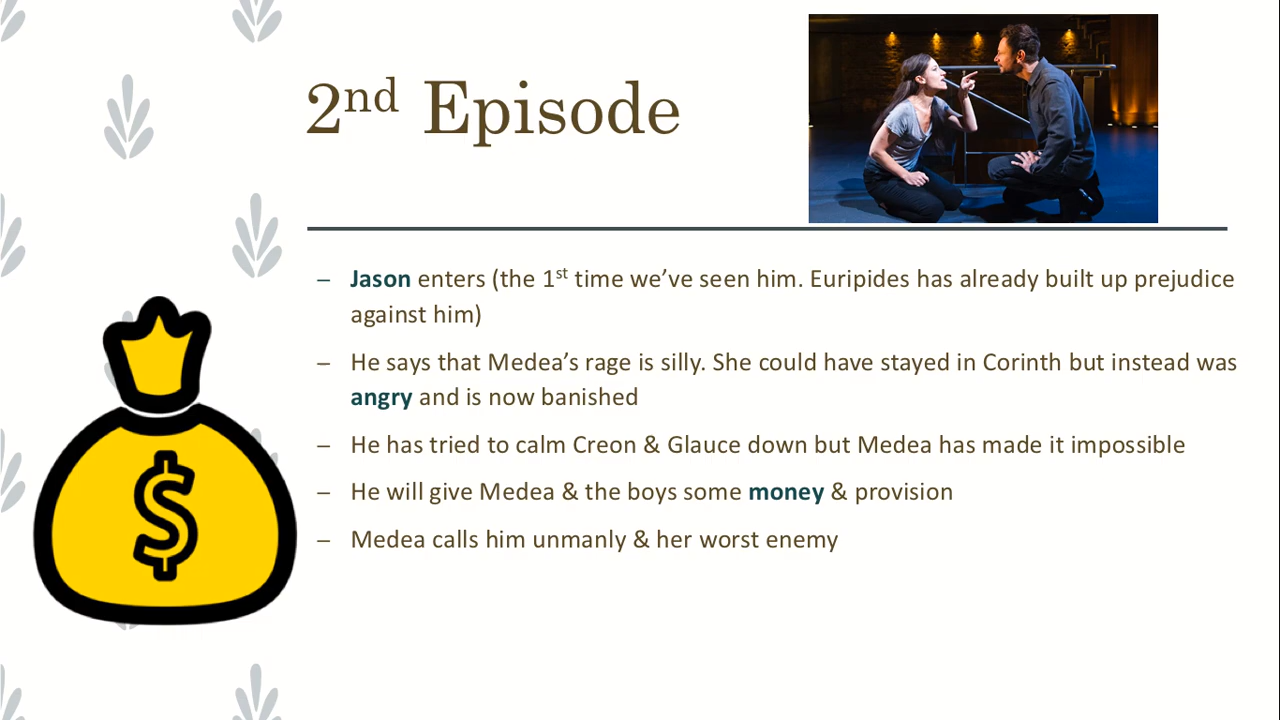 2nd Episode
– Jason enters (the 1st time we’ve seen him. Euripides has already built up prejudice
against him)
– He says that Medea’s rage is silly. She could have stayed in Corinth but instead was
angry and is now banished
– He has tried to calm Creon & Glauce down but Medea has made it impossible
– He will give Medea & the boys some money & provision
– Medea calls him unmanly & her worst enemy
$